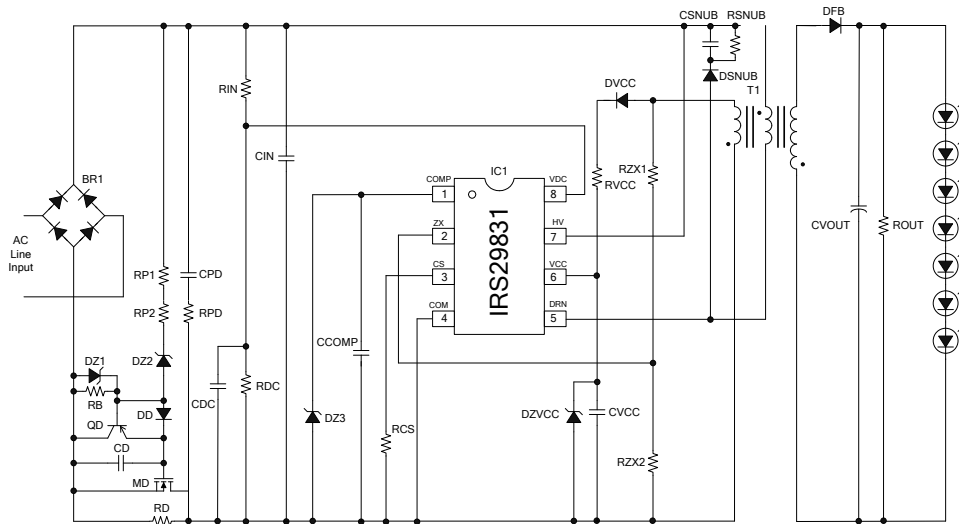 CSNUB
RSNUB
DFB
DSNUB
T1
RIN
DVCC
CIN
RZX1
RVCC
IC1
COMP
1
VDC
8
ZX
2
HV
7
CS
3
VCC
6
COM
4
DRN
5
IRS29831
BR1
AC
Line
Input
RP1
CPD
RP2
RPD
CVOUT
ROUT
DZ1
DZ2
CCOMP
RB
CDC
RDC
DD
QD
DZ3
RCS
DZVCC
CVCC
CD
RZX2
MD
RD